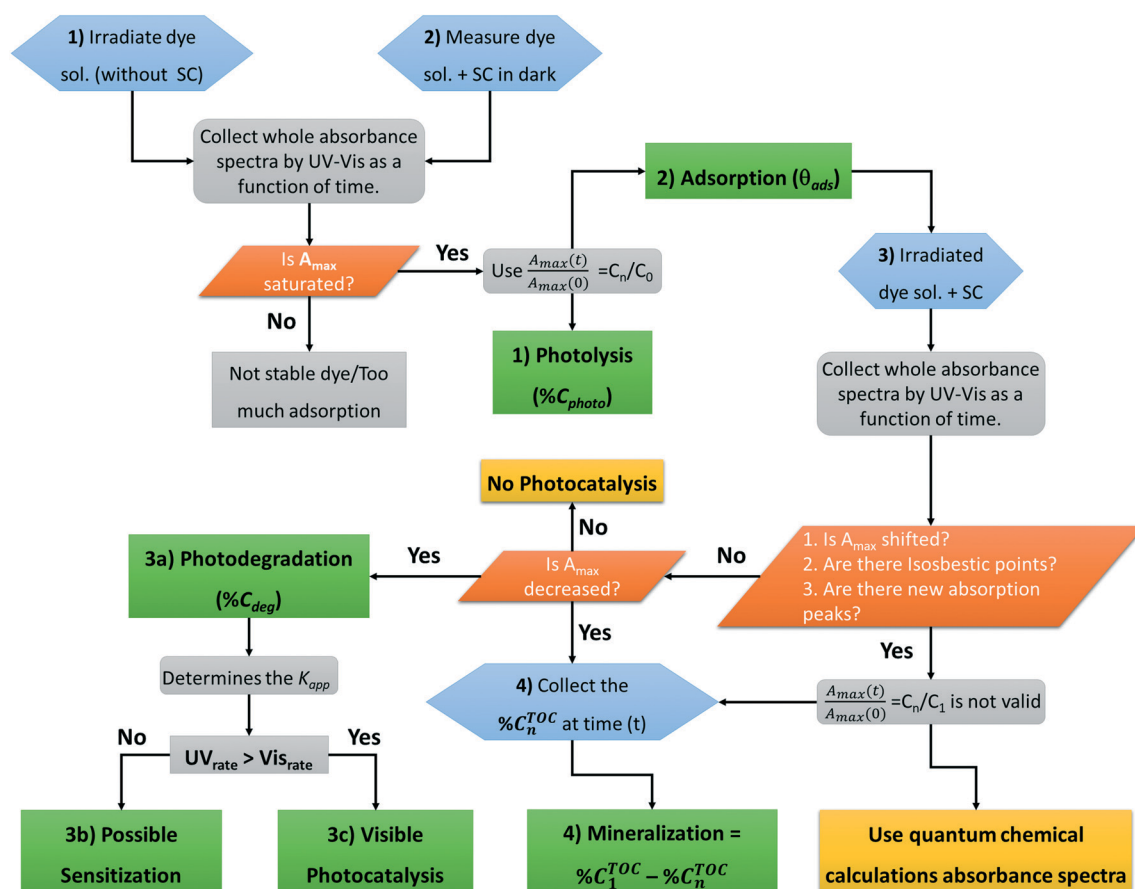 1) Irradiate dye
sol. (without SC)
2) Measure dye
sol. + SC in dark
Collect whole absorbance
spectra by UV-Vis as a
function of time.
Is Amax
saturated?
Yes
No
Not stable dye/Too
much adsorption
Use Amax(t)/Amax(0) =Cn/C0
2) Adsorption (θads)
1) Photolysis
(%Cphoto)
3) Irradiated
dye sol. + SC
Collect whole absorbance
spectra by UV-Vis as a
function of time.
1. Is Amax shifted?
2. Are there Isosbestic points?
3. Are there new absorption
peaks?
No
Yes
Is Amax
decreased?
No
No Photocatalysis
Yes
Yes
3a) Photodegradation
(%Cdeg)
Determines the Kapp
UVrate > Visrate
No
Yes
3b) Possible
Sensitization
3c) Visible
Photocatalysis
4) Collect the
%CnTOC at time (t)
4) Mineralization =
%C1TOC − %CnTOC
Amax(t)/Amax(0) =Cn/C1 is not valid
Use quantum chemical
calculations absorbance spectra